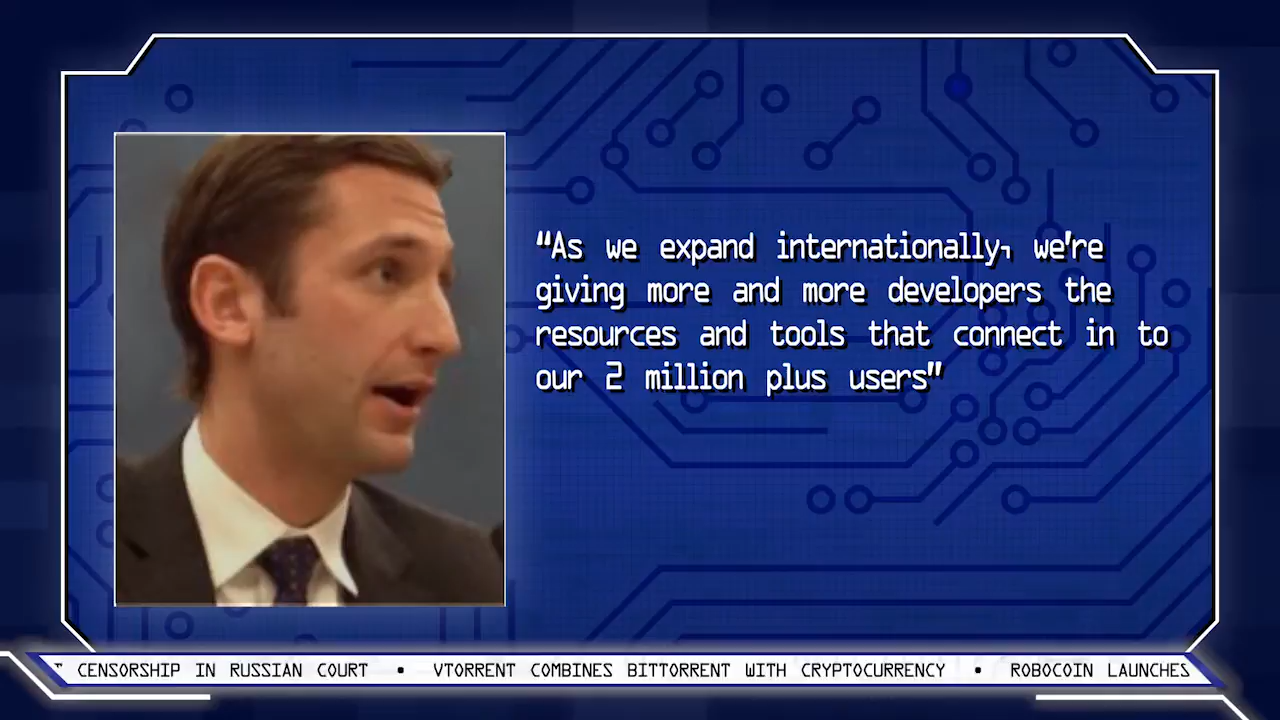 “As we expand internationally, we're
giving more and more developers the
resources and tools that connect in to
our 2 million plus users”
CENSORSHIP IN RUSSIAN COURT • VTORRENT COMBINES BITTORRENT WITH CRYPTOCURRENCY • ROBOCOIN LAUNCHES